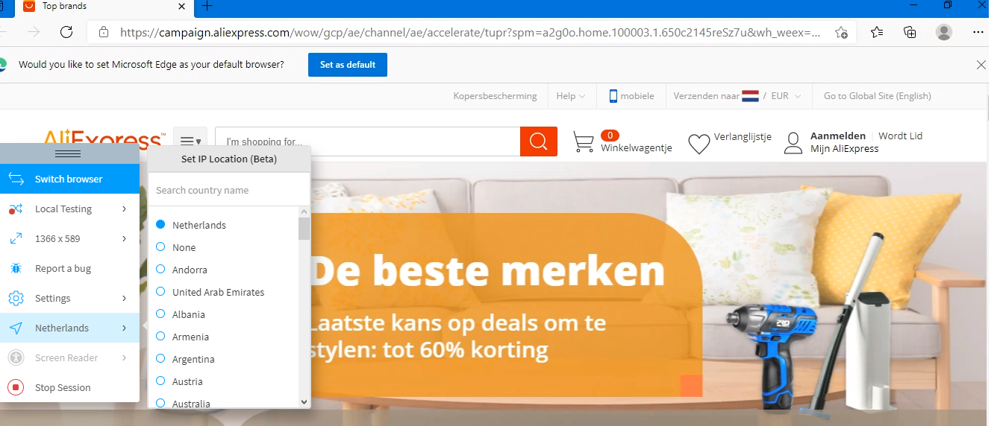 Top brands
https://campaign.aliexpress.com/wow/gcp/ae/channel/ae/accelerate/tupr?spm=a2g0o.home.100003.1.650c2145reSz7u&wh_weex=...
Would you like to set Microsoft Edge as your default browser? Set as default
Kopersbescherming Help mobiele Verzenden naar / EUR Go to Global Site (English)
AliExpress™
I'm shopping for...
0
Winkelwagentje
Verlanglijstje
Aanmelden Wordt Lid
Mijn AliExpress
Switch browser
Local Testing
1366 x 589
Report a bug
Settings
Netherlands
Screen Reader
Stop Session
Set IP Location (Beta)
Search country name
Netherlands
None
Andorra
United Arab Emirates
Albania
Armenia
Argentina
Austria
Australia
De beste merken
Laatste kans op deals om te
stylen: tot 60% korting